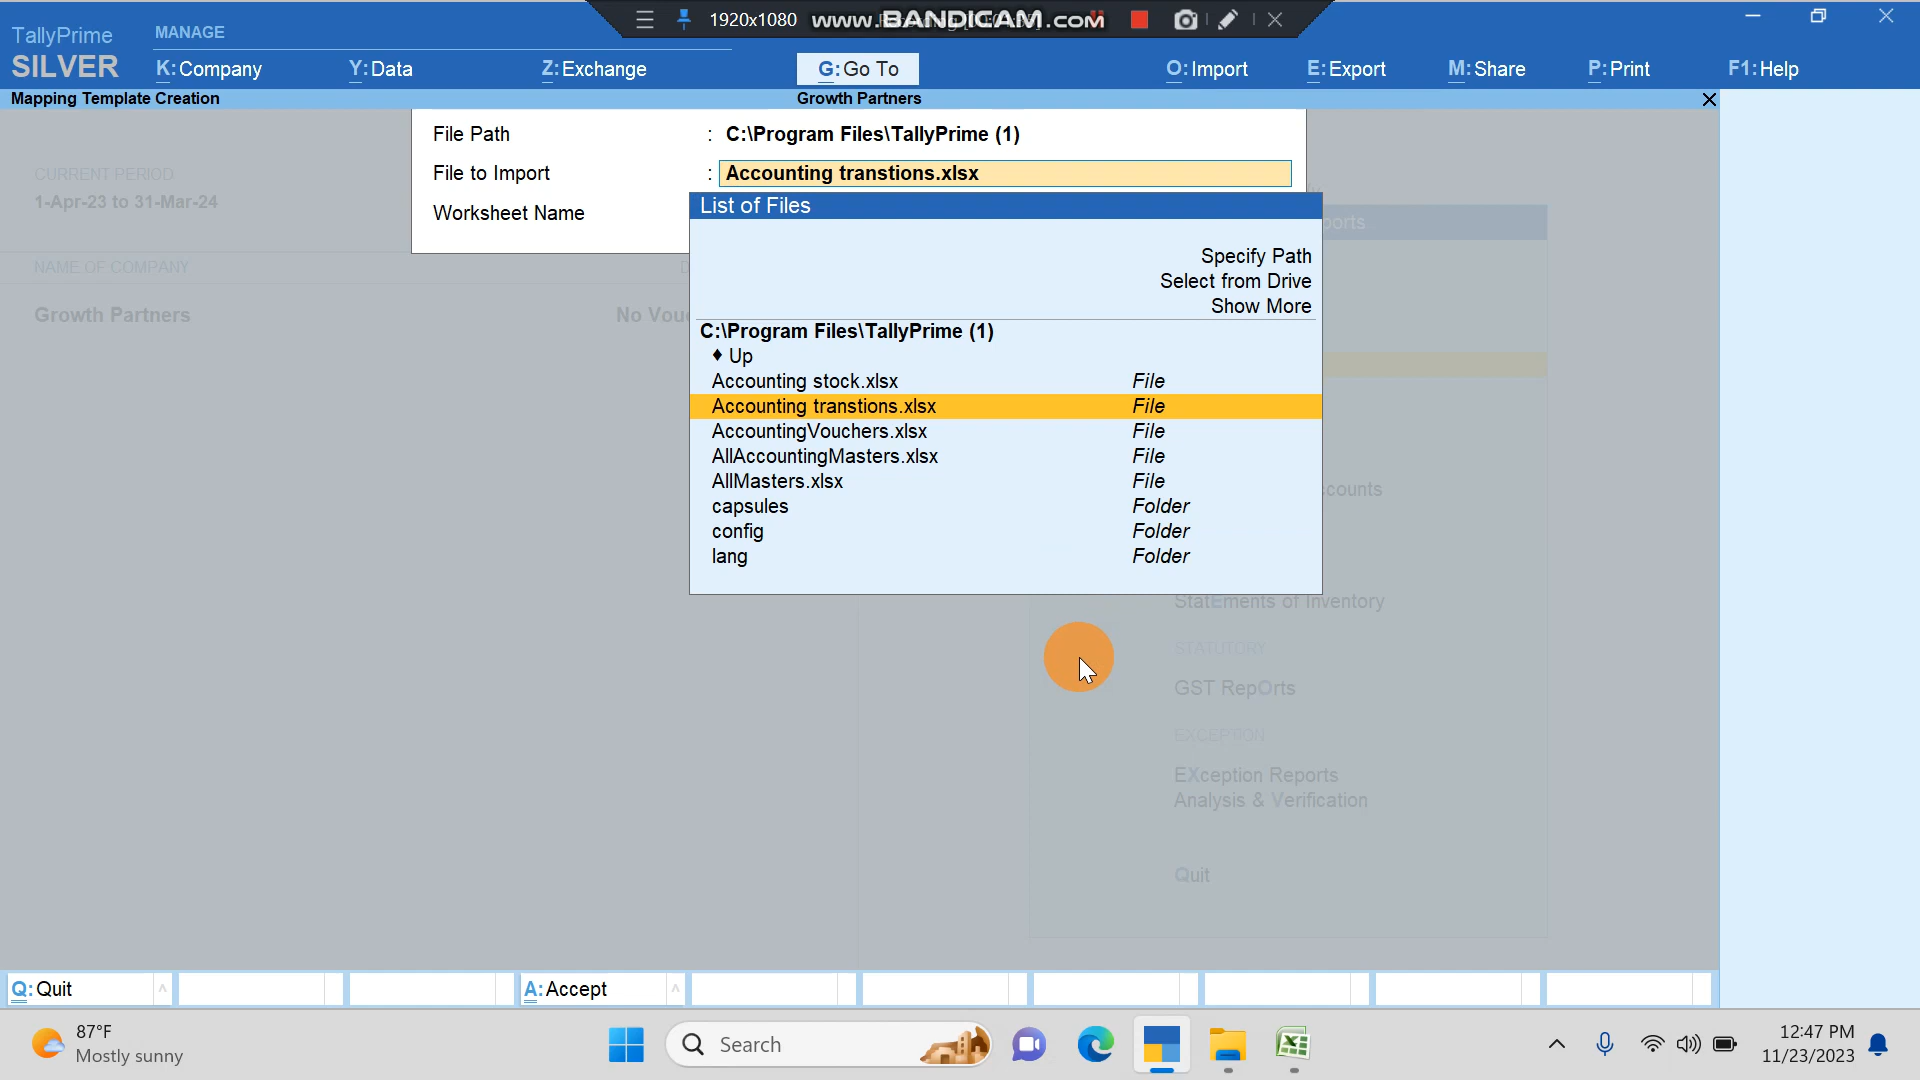 1920x1080 www.BANDICAM.com
TallyPrime
MANAGE
SILVER
K:Company
Y:Data
Z:Exchange
G:Go To
O:Import
E:Export
M:Share
P:Print
F1:Help
Mapping Template Creation
Growth Partners
File Path : C:\Program Files\TallyPrime (1)
File to Import : Accounting transtions.xlsx
Worksheet Name
CURRENT PERIOD
1-Apr-23 to 31-Mar-24
NAME OF COMPANY
Growth Partners
No Vou
List of Files
Specify Path
Select from Drive
Show More
C:\Program Files\TallyPrime (1)
♦ Up
Accounting stock.xlsx File
Accounting transtions.xlsx File
AccountingVouchers.xlsx File
AllAccountingMasters.xlsx File
AllMasters.xlsx File
capsules Folder
config Folder
lang Folder
ports
ccounts
StatEments of Inventory
STATUTORY
GST RepOrts
EXCEPTION
EXception Reports
Analysis & Verification
Quit
Q:Quit
A:Accept
87°F
Mostly sunny
Search
12:47 PM
11/23/2023